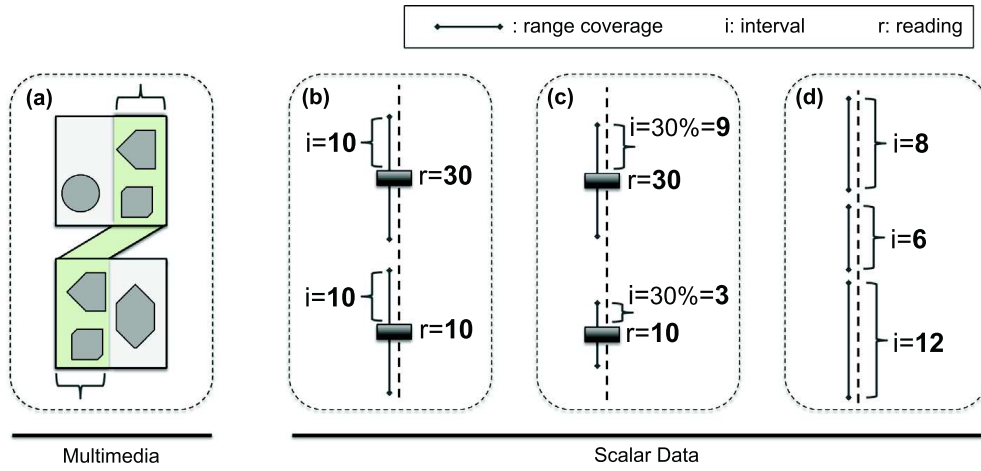 : range coverage i: interval r: reading
(a)
(b)
i=10
r=30
i=10
r=10
(c)
i=30%=9
r=30
i=30%=3
r=10
(d)
i=8
i=6
i=12
Multimedia
Scalar Data